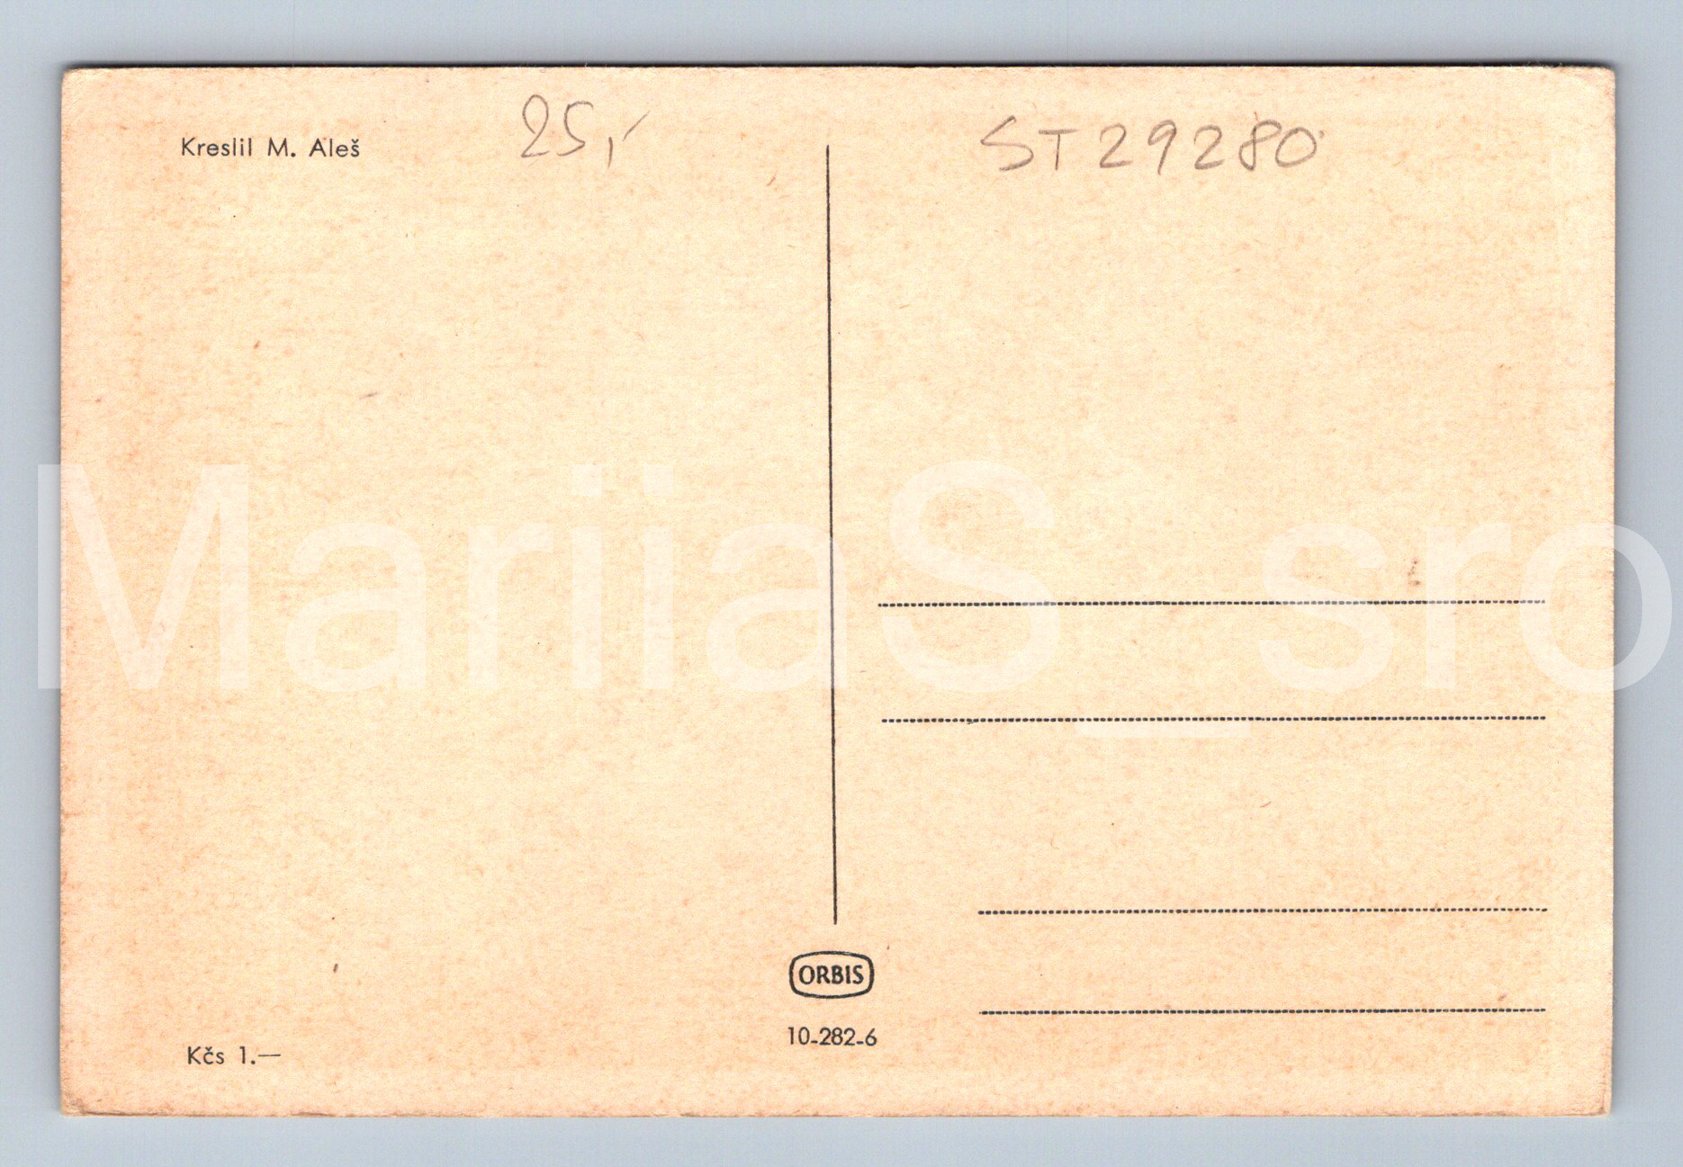 Kreslil M. Aleš
25,-
ST29280
MariiaS_sro
ORBIS
10-282-6
Kčs 1.—